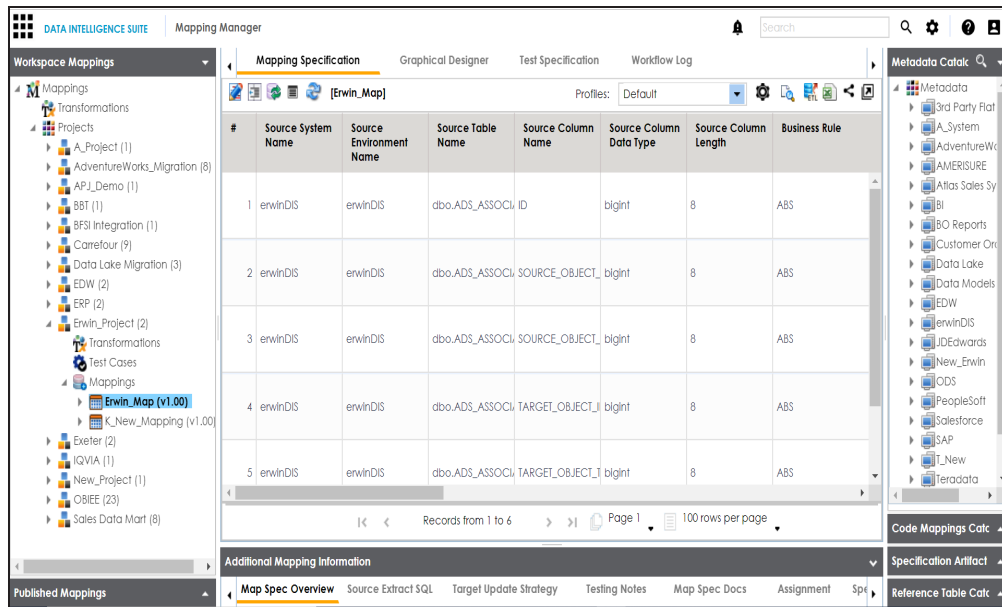 DATA INTELLIGENCE SUITE
Mapping Manager
Search
Workspace Mappings
Mappings
Transformations
Projects
A_Project (1)
AdventureWorks_Migration (8)
APJ_Demo (1)
BBT (1)
BFSI Integration (1)
Carrefour (9)
Data Lake Migration (3)
EDW (2)
ERP (2)
Erwin_Project (2)
Transformations
Test Cases
Mappings
Erwin_Map (v1.00)
K_New_Mapping (v1.00)
Exeter (2)
IQVIA (1)
New_Project (1)
OBIEE (23)
Sales Data Mart (8)
Published Mappings
Mapping Specification Graphical Designer Test Specification Workflow Log
[Erwin_Map] Profiles: Default
# Source System Name Source Environment Name Source Table Name Source Column Name Source Column Data Type Source Column Length Business Rule
1 erwinDIS erwinDIS dbo.ADS_ASSOCI ID bigint 8 ABS
2 erwinDIS erwinDIS dbo.ADS_ASSOCI SOURCE_OBJECT_ bigint 8 ABS
3 erwinDIS erwinDIS dbo.ADS_ASSOCI SOURCE_OBJECT_ bigint 8 ABS
4 erwinDIS erwinDIS dbo.ADS_ASSOCI TARGET_OBJECT_I bigint 8 ABS
5 erwinDIS erwinDIS dbo.ADS_ASSOCI TARGET_OBJECT_T bigint 8 ABS
Records from 1 to 6 Page 1 100 rows per page
Additional Mapping Information
Map Spec Overview Source Extract SQL Target Update Strategy Testing Notes Map Spec Docs Assignment Spe
Metadata Catalc
Metadata
3rd Party Flat
A_System
AdventureWc
AMERISURE
Atlas Sales Sy
BI
BO Reports
Customer Orc
Data Lake
Data Models
EDW
erwinDIS
JDEdwards
New_Erwin
ODS
PeopleSoft
Salesforce
SAP
T_New
Teradata
Code Mappings Catc
Specification Artifact
Reference Table Catc